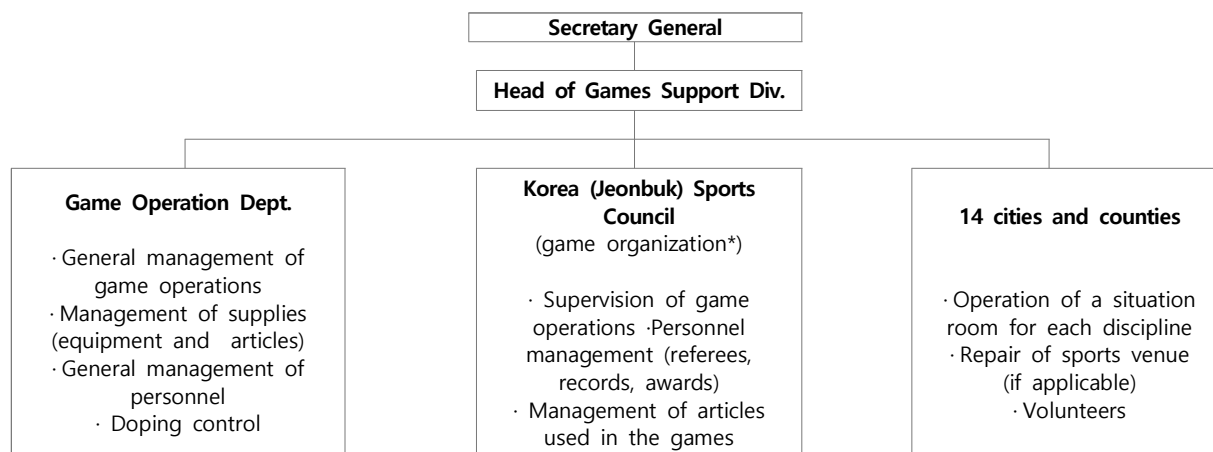 Secretary General
Head of Games Support Div.
Game Operation Dept.
· General management of
game operations
· Management of supplies
(equipment and articles)
· General management of
personnel
· Doping control
Korea (Jeonbuk) Sports
Council
(game organization*)
· Supervision of game
operations ·Personnel
management (referees,
records, awards)
· Management of articles
used in the games
14 cities and counties
· Operation of a situation
room for each discipline
· Repair of sports venue
(if applicable)
· Volunteers